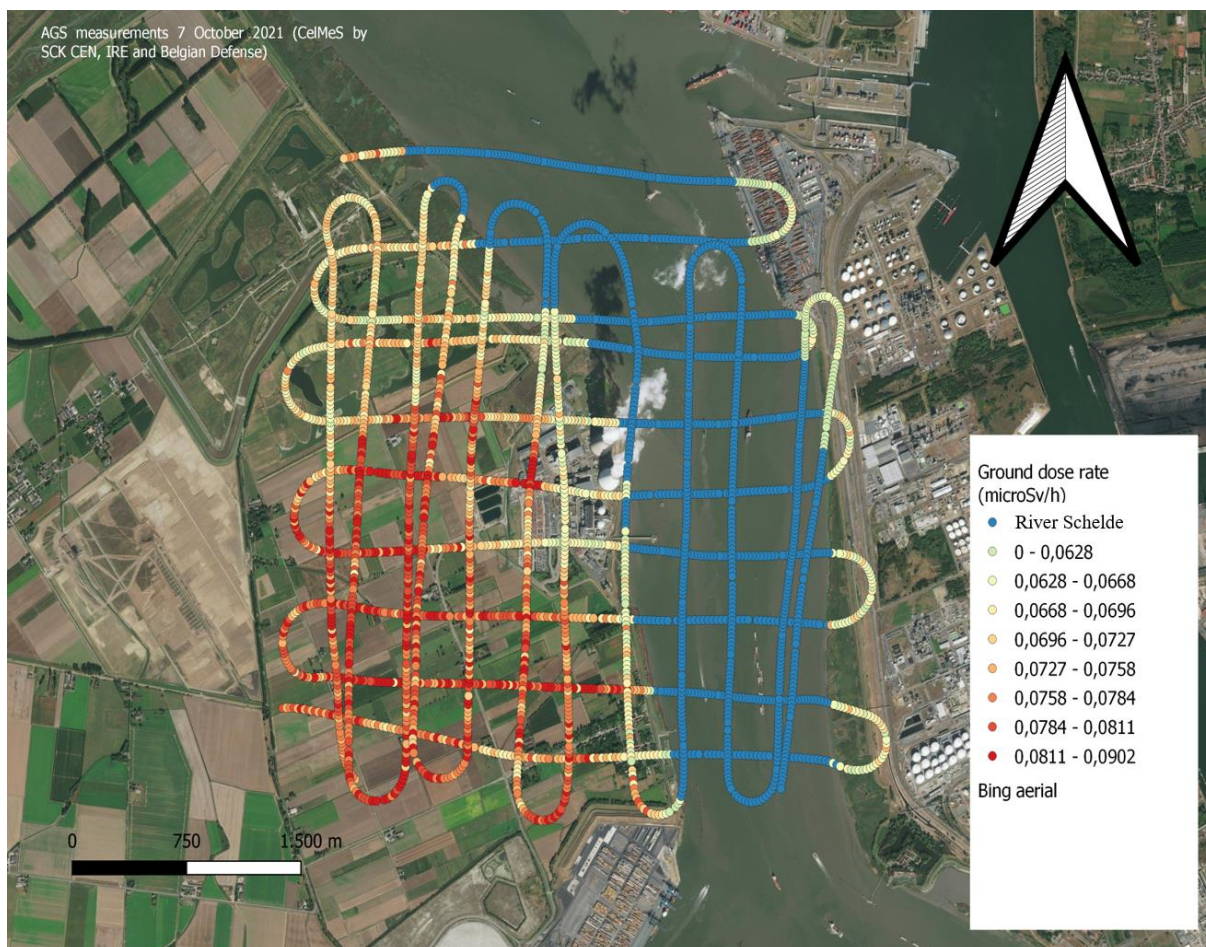 AGS measurements 7 October 2021 (CelMeS by
SCK CEN, IRE and Belgian Defense)
Ground dose rate
(microSv/h)
River Schelde
0 - 0,0628
0,0628 - 0,0668
0,0668 - 0,0696
0,0696 - 0,0727
0,0727 - 0,0758
0,0758 - 0,0784
0,0784 - 0,0811
0,0811 - 0,0902
Bing aerial
0 750 1:500 m